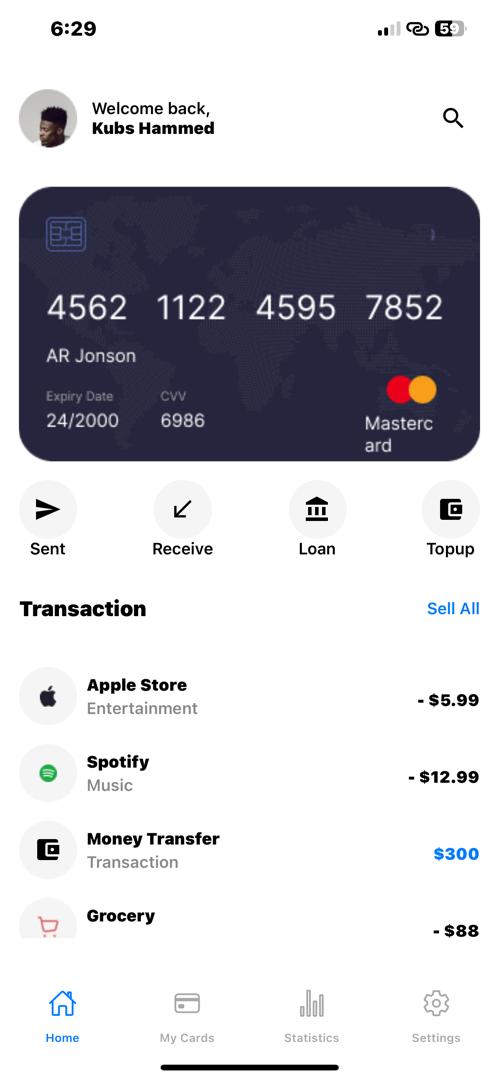 6:29
59
Welcome back,
Kubs Hammed
4562 1122 4595 7852
AR Jonson
Expiry Date CVV
24/2000 6986
Masterc
ard
Sent Receive Loan Topup
Transaction Sell All
Apple Store
Entertainment
- $5.99
Spotify
Music
- $12.99
Money Transfer
Transaction
$300
Grocery
- $88
Home My Cards Statistics Settings